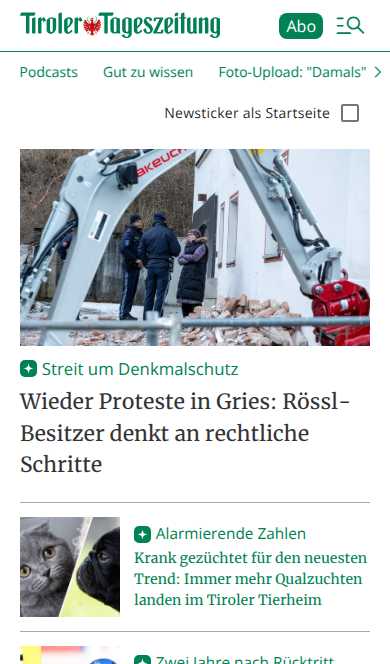 Tiroler Tageszeitung
Abo
Podcasts Gut zu wissen Foto-Upload: "Damals"
Newsticker als Startseite
Streit um Denkmalschutz
Wieder Proteste in Gries: Rössl-
Besitzer denkt an rechtliche
Schritte
Alarmierende Zahlen
Krank gezüchtet für den neuesten
Trend: Immer mehr Qualzuchten
landen im Tiroler Tierheim
Zwei Jahre nach Rücktritt